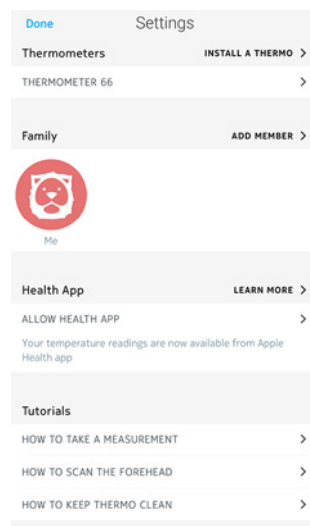 Done Settings
Thermometers INSTALL A THERMO >
THERMOMETER 66 >
Family ADD MEMBER >
Me
Health App LEARN MORE >
ALLOW HEALTH APP >
Your temperature readings are now available from Apple
Health app
Tutorials
HOW TO TAKE A MEASUREMENT >
HOW TO SCAN THE FOREHEAD >
HOW TO KEEP THERMO CLEAN >